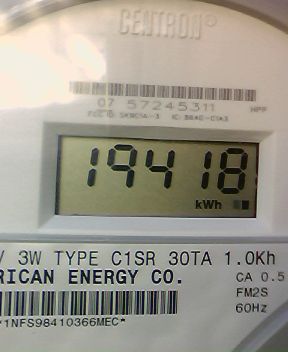 CENTRON®
07 57245311 HPF
19418
kWh
V 3W TYPE C1SR 30TA 1.0Kh
RICAN ENERGY CO. CA 0.5
FM2S
60Hz
*1NFS98410366MEC*